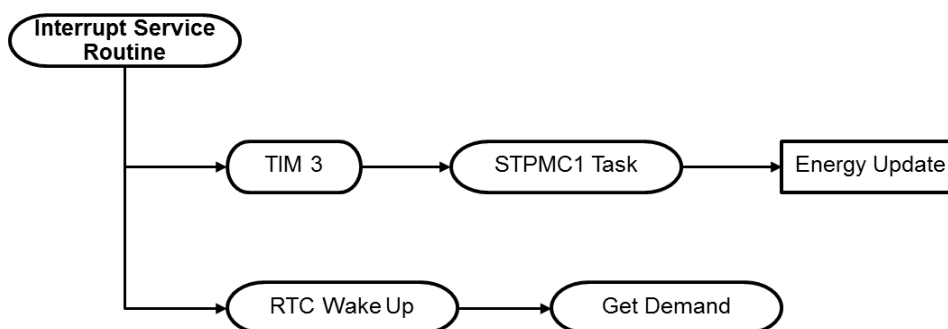 Interrupt Service
Routine
TIM 3
STPMC1 Task
Energy Update
RTC Wake Up
Get Demand